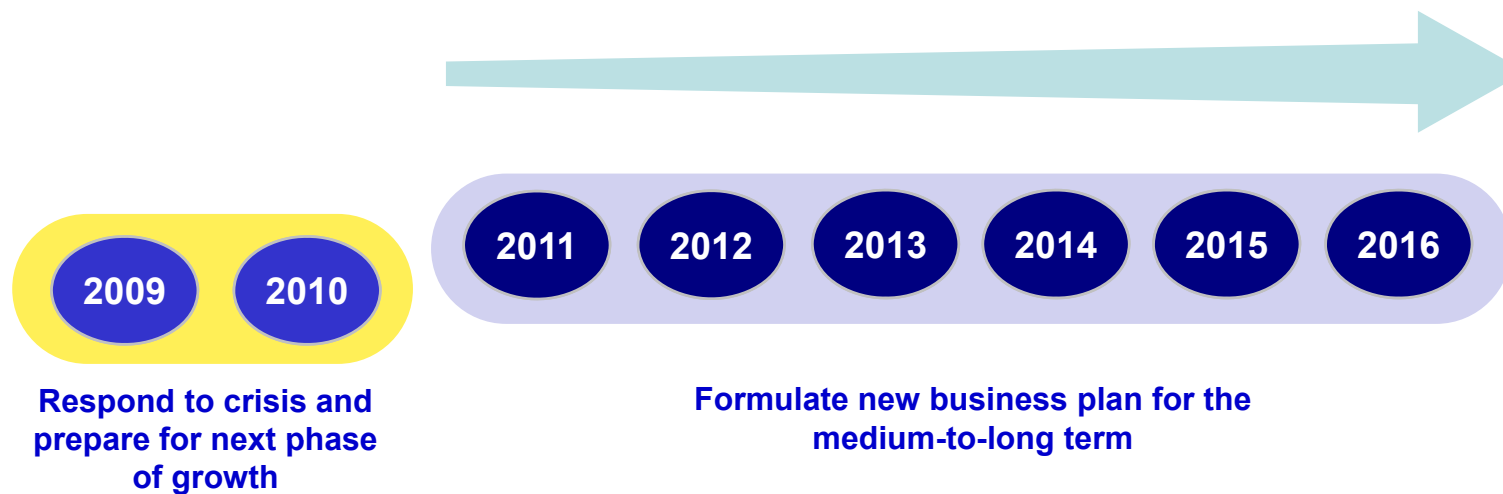 2009
2010
2011
2012
2013
2014
2015
2016
Respond to crisis and
prepare for next phase
of growth
Formulate new business plan for the
medium-to-long term